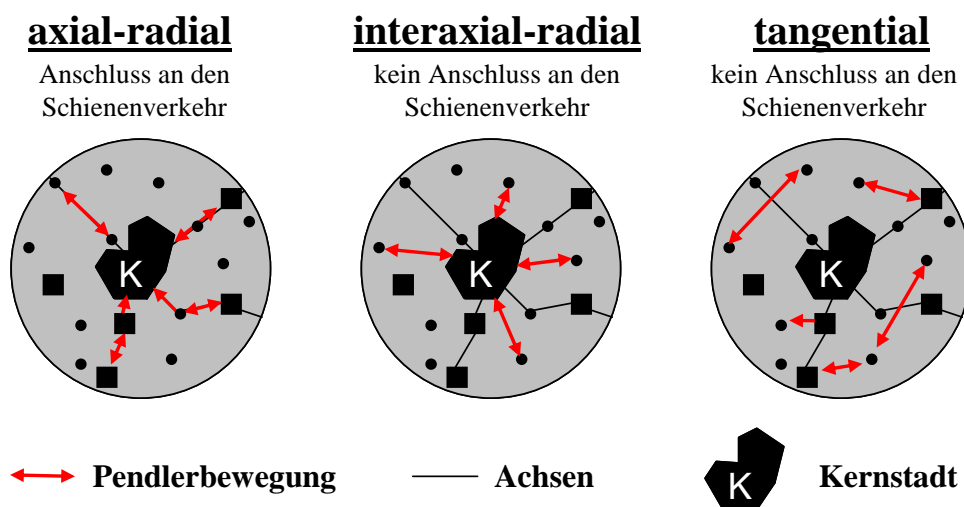 axial-radial
Anschluss an den
Schienenverkehr
interaxial-radial
kein Anschluss an den
Schienenverkehr
tangential
kein Anschluss an den
Schienenverkehr
K
K
K
Pendlerbewegung
Achsen
K
Kernstadt